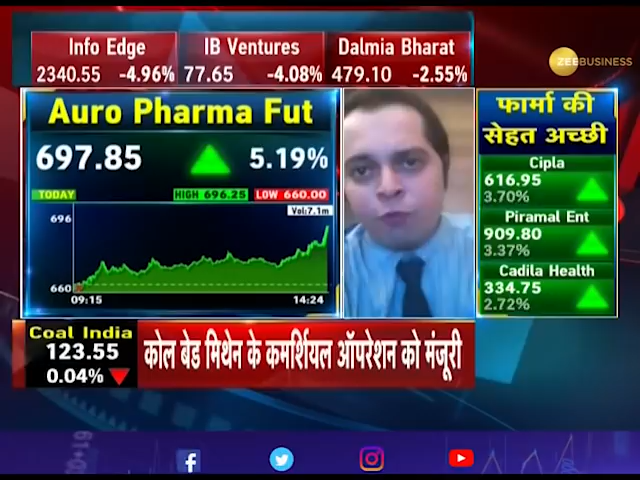 Info Edge
2340.55 -4.96%
IB Ventures
77.65 -4.08%
Dalmia Bharat
479.10 -2.55%
ZEEBUSINESS
Auro Pharma Fut
697.85 5.19%
TODAY HIGH 696.25 LOW 660.00
Vol:7.1m
696
660
09:15 14:24
फार्मा की
सेहत अच्छी
Cipla
616.95
3.70%
Piramal Ent
909.80
3.37%
Cadila Health
334.75
2.72%
Coal India
123.55
0.04%
कोल बेड मिथेन के कमर्शियल ऑपरेशन को मंजूरी